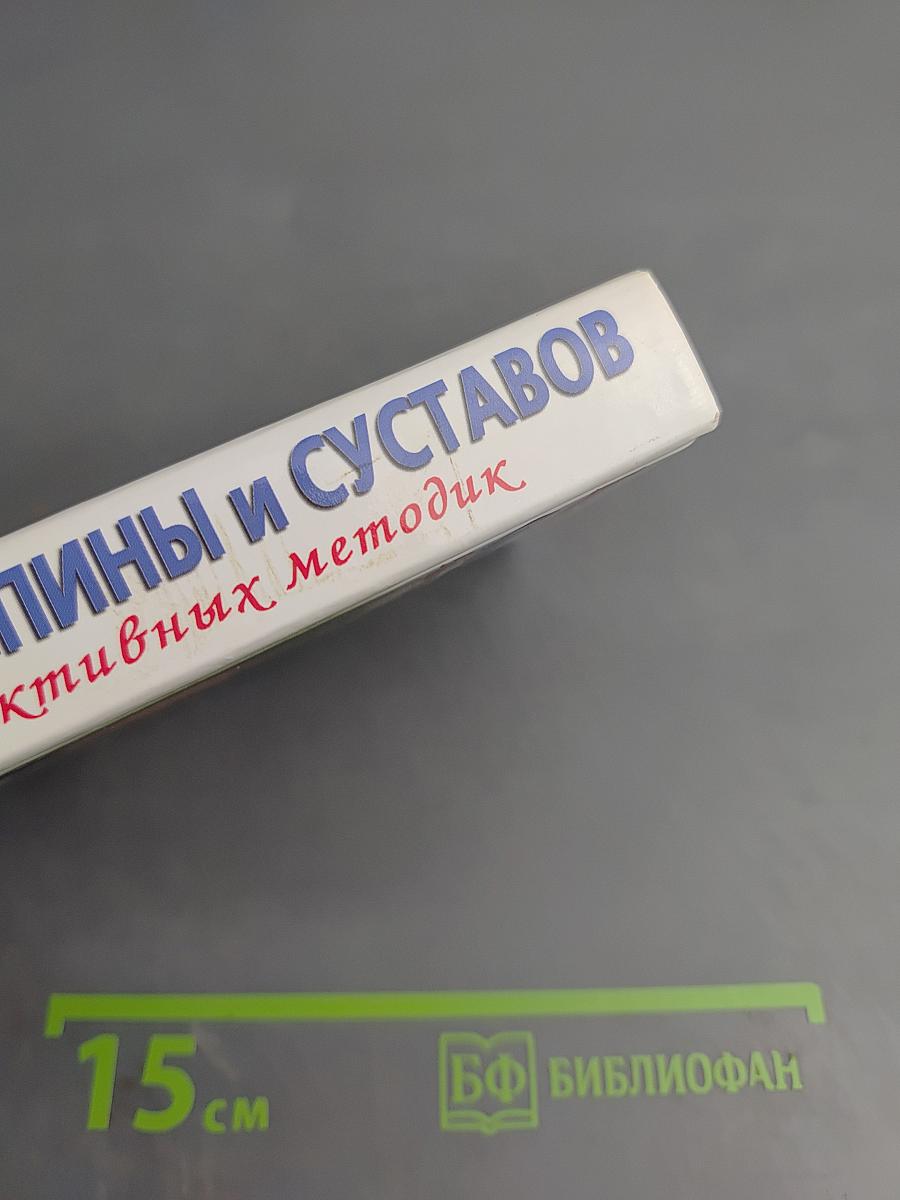 ПИНЫ и СУСТАВОВ
ктивных методик
15 см
БФ БИБЛИОФАН